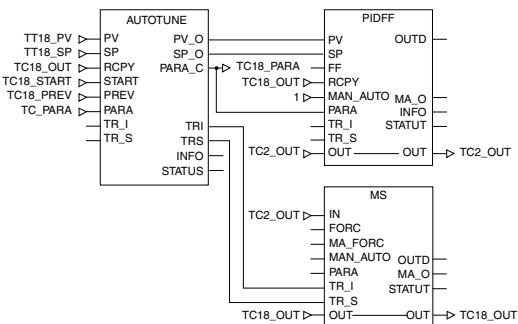 AUTOTUNE
TT18_PV PV PV_O
TT18_SP SP SP_O
TC18_OUT RCPY PARA_C TC18_PARA
TC18_START START
TC18_PREV PREV
TC_PARA PARA
TR_I TRI
TR_S TRS
INFO
STATUS
PIDFF
PV OUTD
SP
FF
TC18_OUT RCPY
1 MAN_AUTO MA_O
PARA INFO
TR_I STATUT
TR_S
TC2_OUT OUT OUT TC2_OUT
MS
TC2_OUT IN
FORC
MA_FORC
MAN_AUTO OUTD
PARA MA_O
TR_I STATUT
TR_S
TC18_OUT OUT OUT TC18_OUT